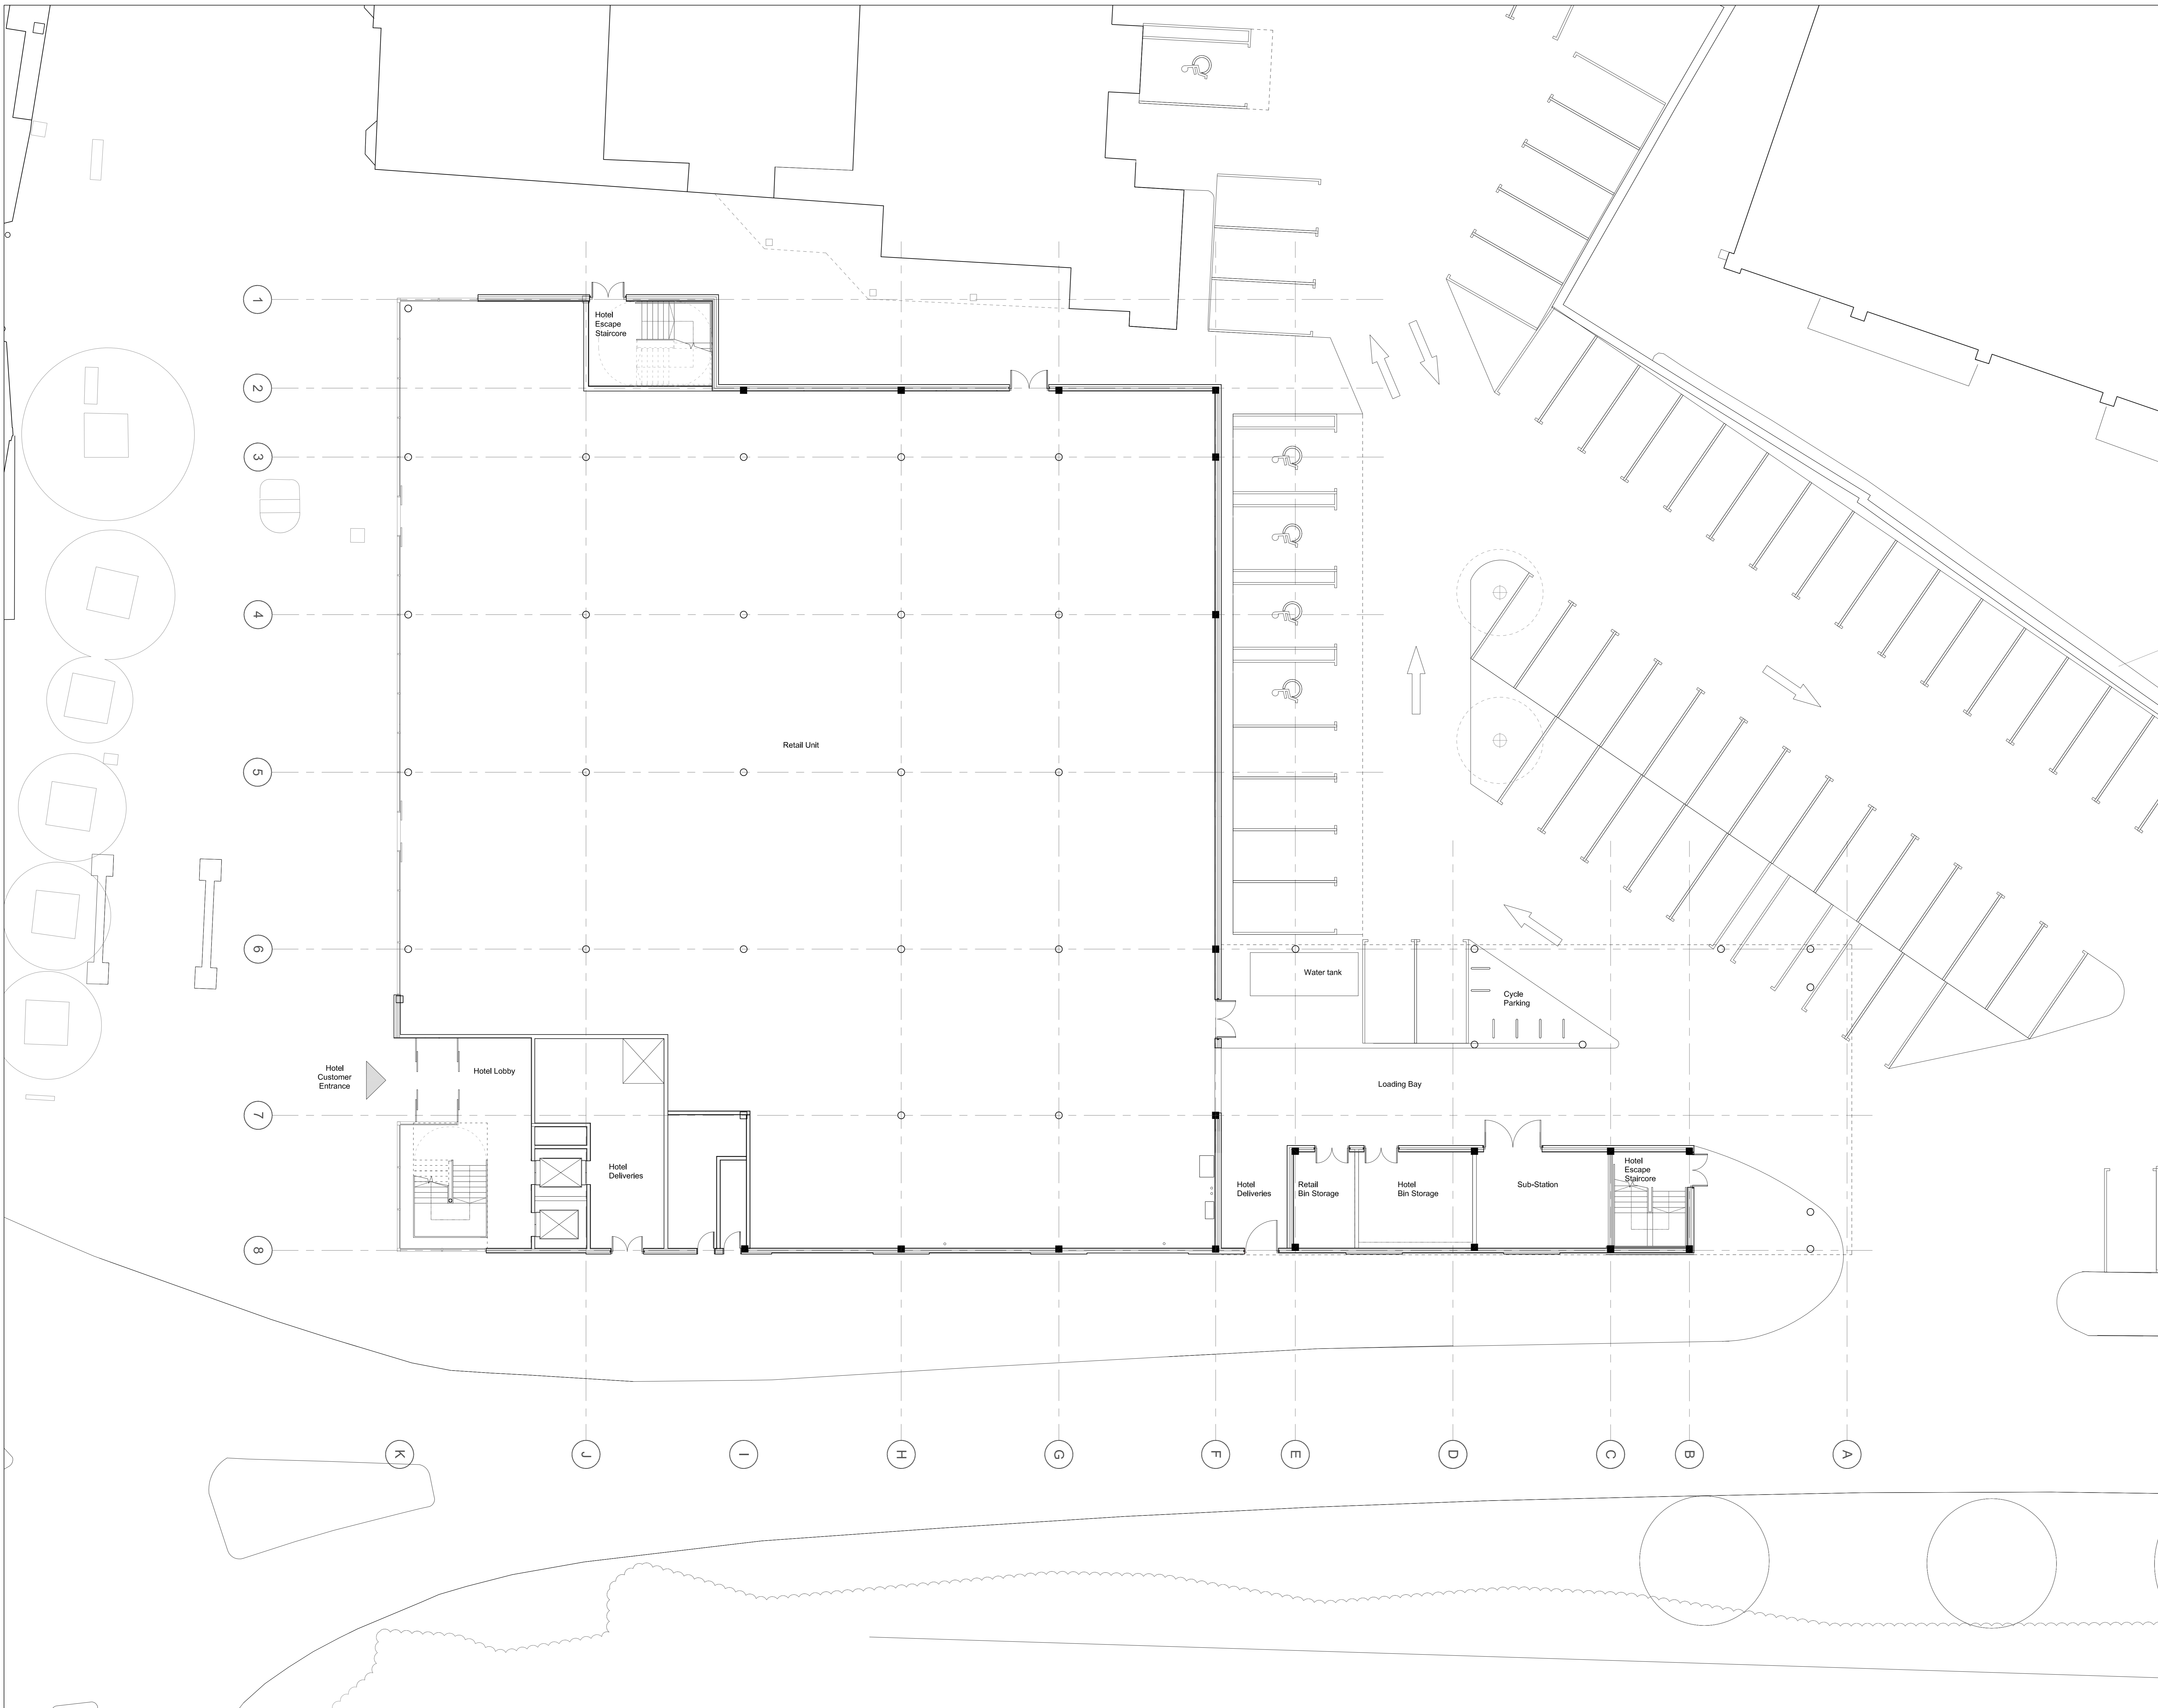 1
Hotel
Escape
Staircore
2
3
4
Retail Unit
5
6
Water tank
Cycle
Parking
Hotel
Customer
Entrance
Hotel Lobby
Loading Bay
7
Hotel
Deliveries
Hotel
Deliveries
Retail
Bin Storage
Hotel
Bin Storage
Sub-Station
Hotel
Escape
Staircore
8
K
J
I
H
G
F
E
D
C
B
A